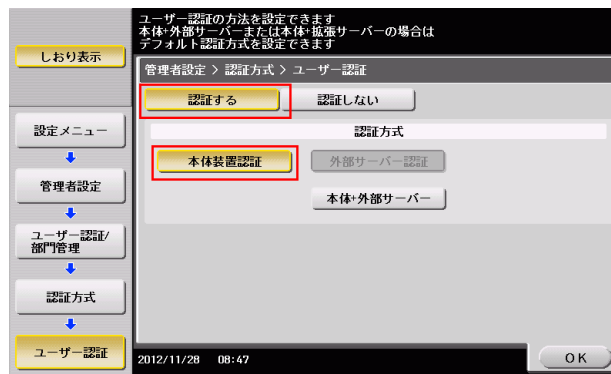 ユーザー認証の方法を設定できます
本体+外部サーバーまたは本体+拡張サーバーの場合は
デフォルト認証方式を設定できます
しおり表示
管理者設定 > 認証方式 > ユーザー認証
認証する
認証しない
設定メニュー
認証方式
本体装置認証
外部サーバー認証
管理者設定
本体+外部サーバー
ユーザー認証/
部門管理
認証方式
ユーザー認証
2012/11/28 08:47
OK